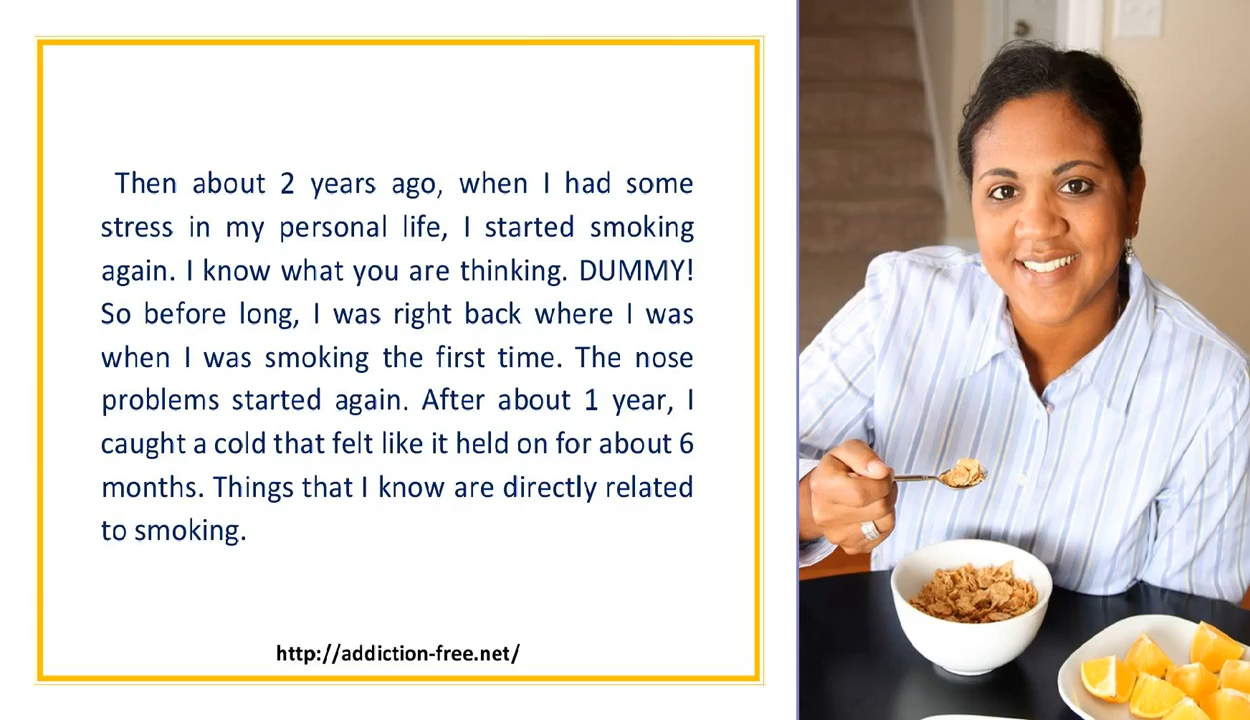 Then about 2 years ago, when I had some
stress in my personal life, I started smoking
again. I know what you are thinking. DUMMY!
So before long, I was right back where I was
when I was smoking the first time. The nose
problems started again. After about 1 year, I
caught a cold that felt like it held on for about 6
months. Things that I know are directly related
to smoking.
http://addiction-free.net/